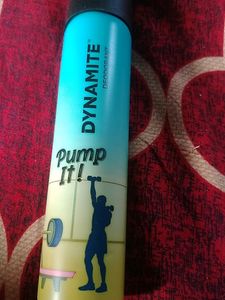 DYNAMITE
DEODORANT
Pump
It!